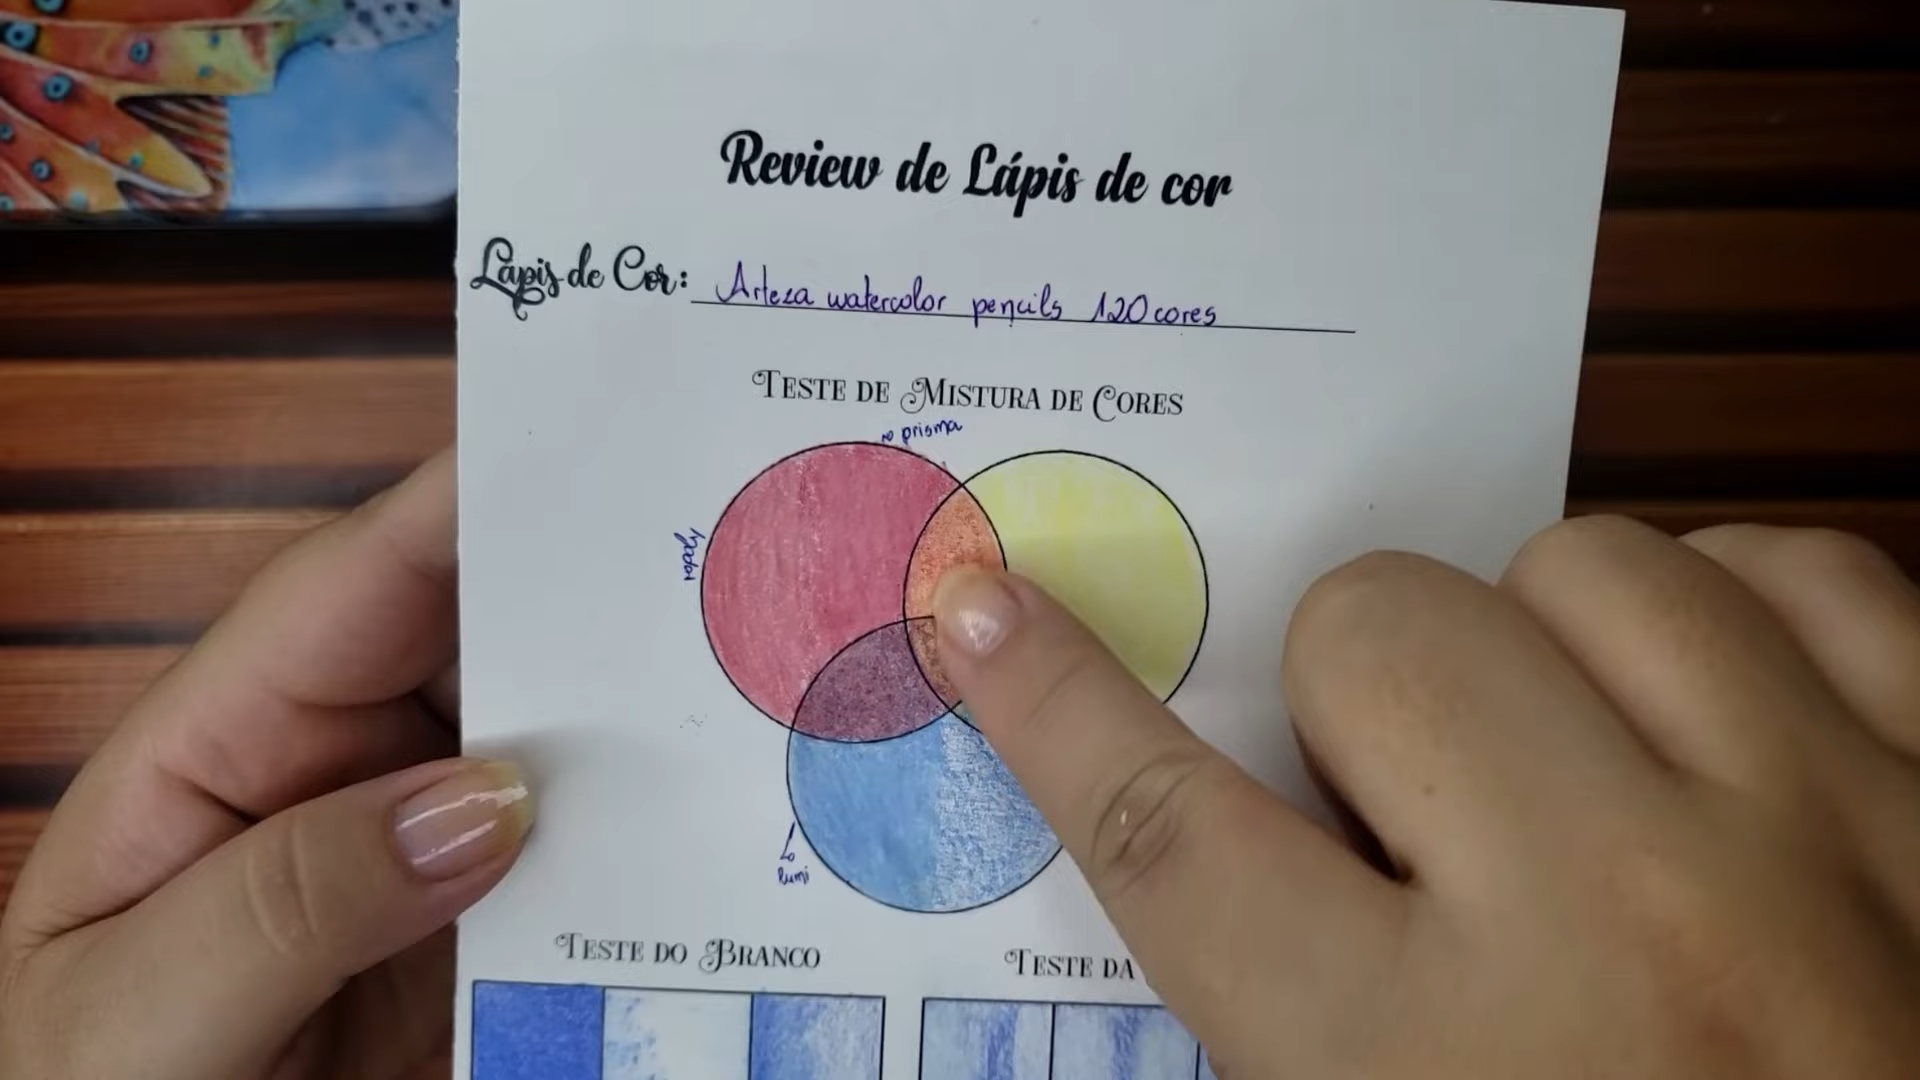 Review de Lápis de cor
Lápis de Cor: Arteza watercolor pencils 120 cores
TESTE DE MISTURA DE CORES
prisma
lumi
TESTE DO BRANCO
TESTE DA